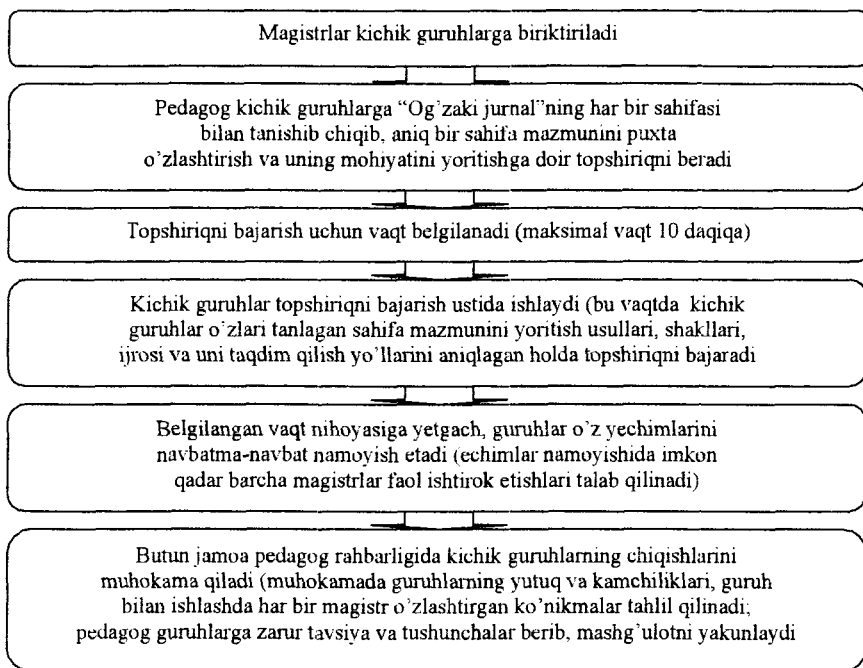 Magistrlar kichik guruhlarga biriktiriladi
Pedagog kichik guruhlarga “Og’zaki jurnal”ning har bir sahifasi
bilan tanishib chiqib, aniq bir sahifa mazmunini puxta
o’zlashtirish va uning mohiyatini yoritishga doir topshiriqni beradi
Topshiriqni bajarish uchun vaqt belgilanadi (maksimal vaqt 10 daqiqa)
Kichik guruhlar topshiriqni bajarish ustida ishlaydi (bu vaqtda kichik
guruhlar o’zlari tanlagan sahifa mazmunini yoritish usullari, shakllari,
ijrosi va uni taqdim qilish yo’llarini aniqlagan holda topshiriqni bajaradi
Belgilangan vaqt nihoyasiga yetgach, guruhlar o’z yechimlarini
navbatma-navbat namoyish etadi (echimlar namoyishida imkon
qadar barcha magistrlar faol ishtirok etishlari talab qilinadi)
Butun jamoa pedagog rahbarligida kichik guruhlarning chiqishlarini
muhokama qiladi (muhokamada guruhlarning yutuq va kamchiliklari, guruh
bilan ishlashda har bir magistr o’zlashtirgan ko’nikmalar tahlil qilinadi;
pedagog guruhlarga zarur tavsiya va tushunchalar berib, mashg’ulotni yakunlaydi